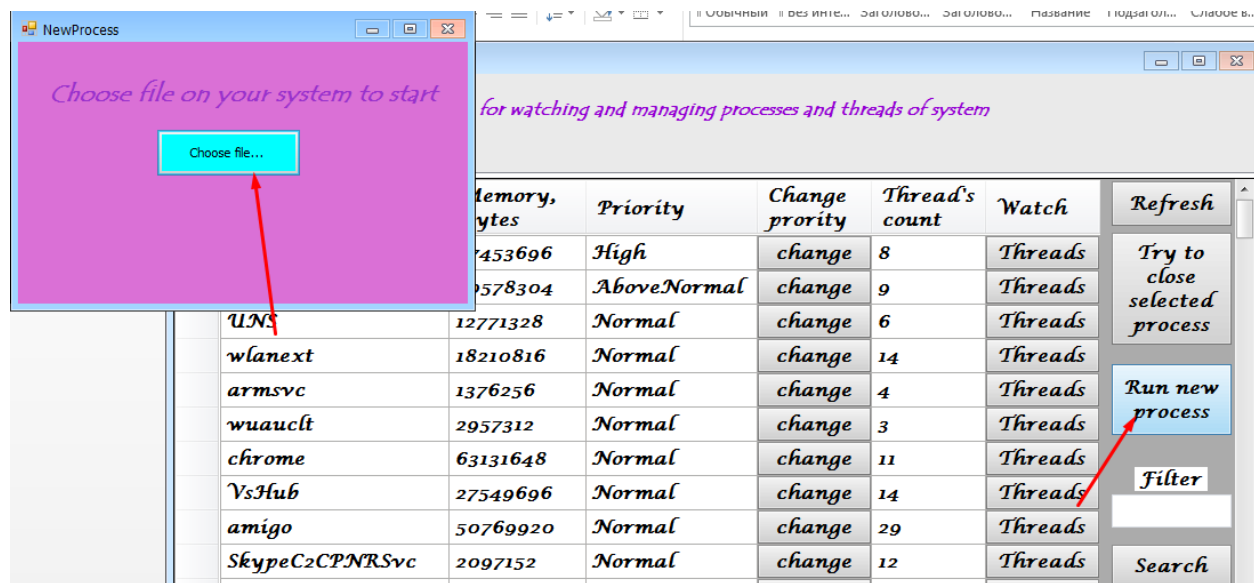 Обычный Без инте... Заголово... Заголово... Название Подзагол... Слабое в...
NewProcess
Choose file on your system to start
Choose file...
for watching and managing processes and threads of system
Priority Change prority Thread's count Watch
High change 8 Threads
AboveNormal change 9 Threads
UNS 12771328 Normal change 6 Threads
wlanext 18210816 Normal change 14 Threads
armsvc 1376256 Normal change 4 Threads
wuauclt 2957312 Normal change 3 Threads
chrome 63131648 Normal change 11 Threads
VsHub 27549696 Normal change 14 Threads
amigo 50769920 Normal change 29 Threads
SkypeC2CPNRSvc 2097152 Normal change 12 Threads
Refresh
Try to
close
selected
process
Run new
process
Filter
Search